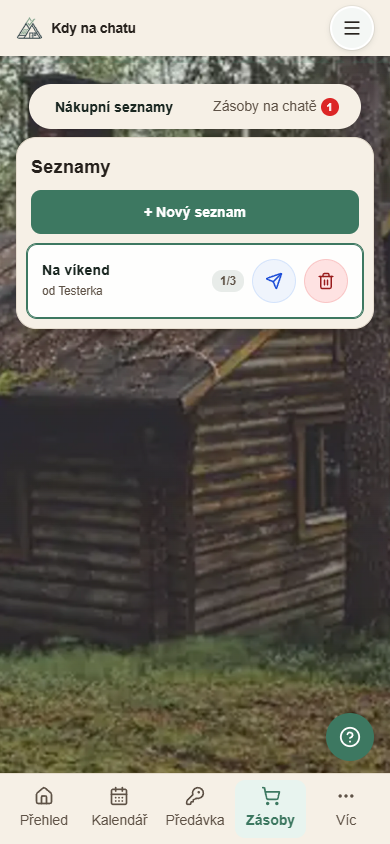 Kdy na chatu
Nákupní seznamy
Zásoby na chatě 1
Seznamy
+ Nový seznam
Na víkend
1/3
od Testerka
Přehled
Kalendář
Předávka
Zásoby
Víc